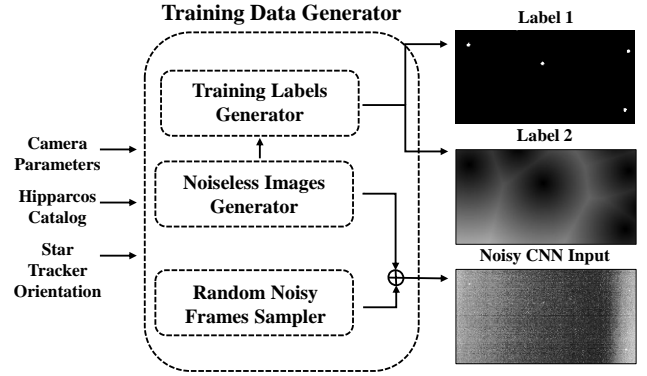 Training Data Generator
Label 1
Training Labels
Generator
Camera
Parameters
Label 2
Noiseless Images
Generator
Hipparcos
Catalog
Star
Tracker
Orientation
Noisy CNN Input
Random Noisy
Frames Sampler